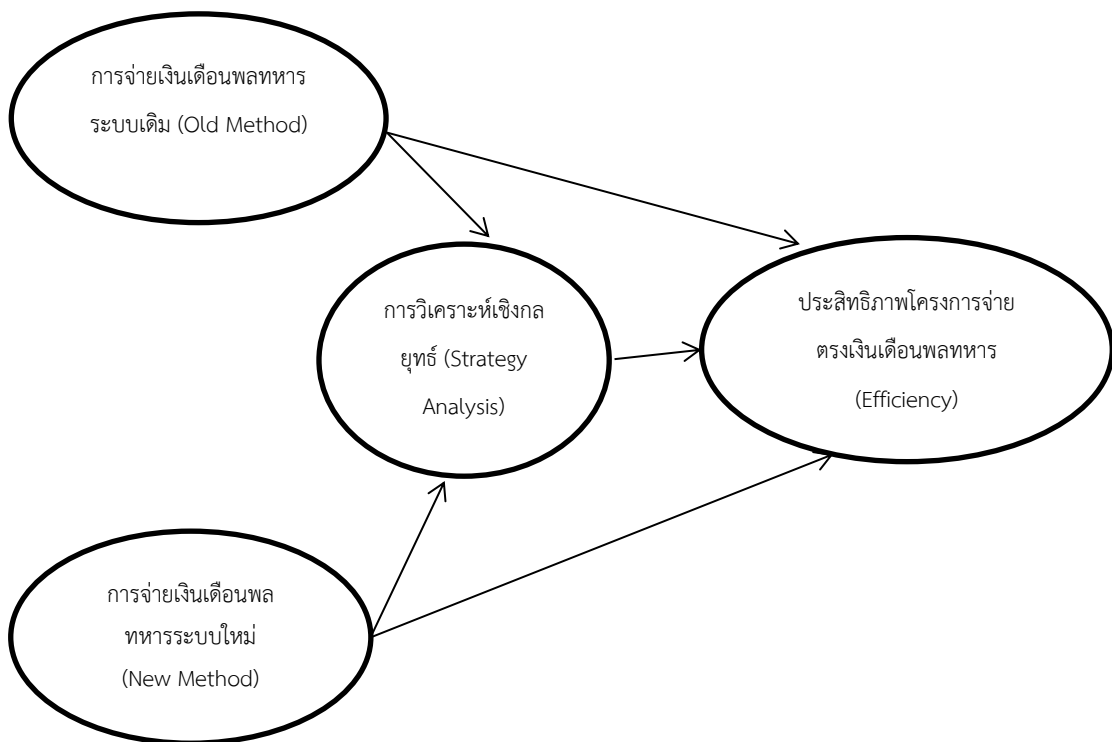 การจ่ายเงินเดือนพลทหาร
ระบบเดิม (Old Method)
การวิเคราะห์เชิงกล
ยุทธ์ (Strategy
Analysis)
ประสิทธิภาพโครงการจ่าย
ตรงเงินเดือนพลทหาร
(Efficiency)
การจ่ายเงินเดือนพล
ทหารระบบใหม่
(New Method)